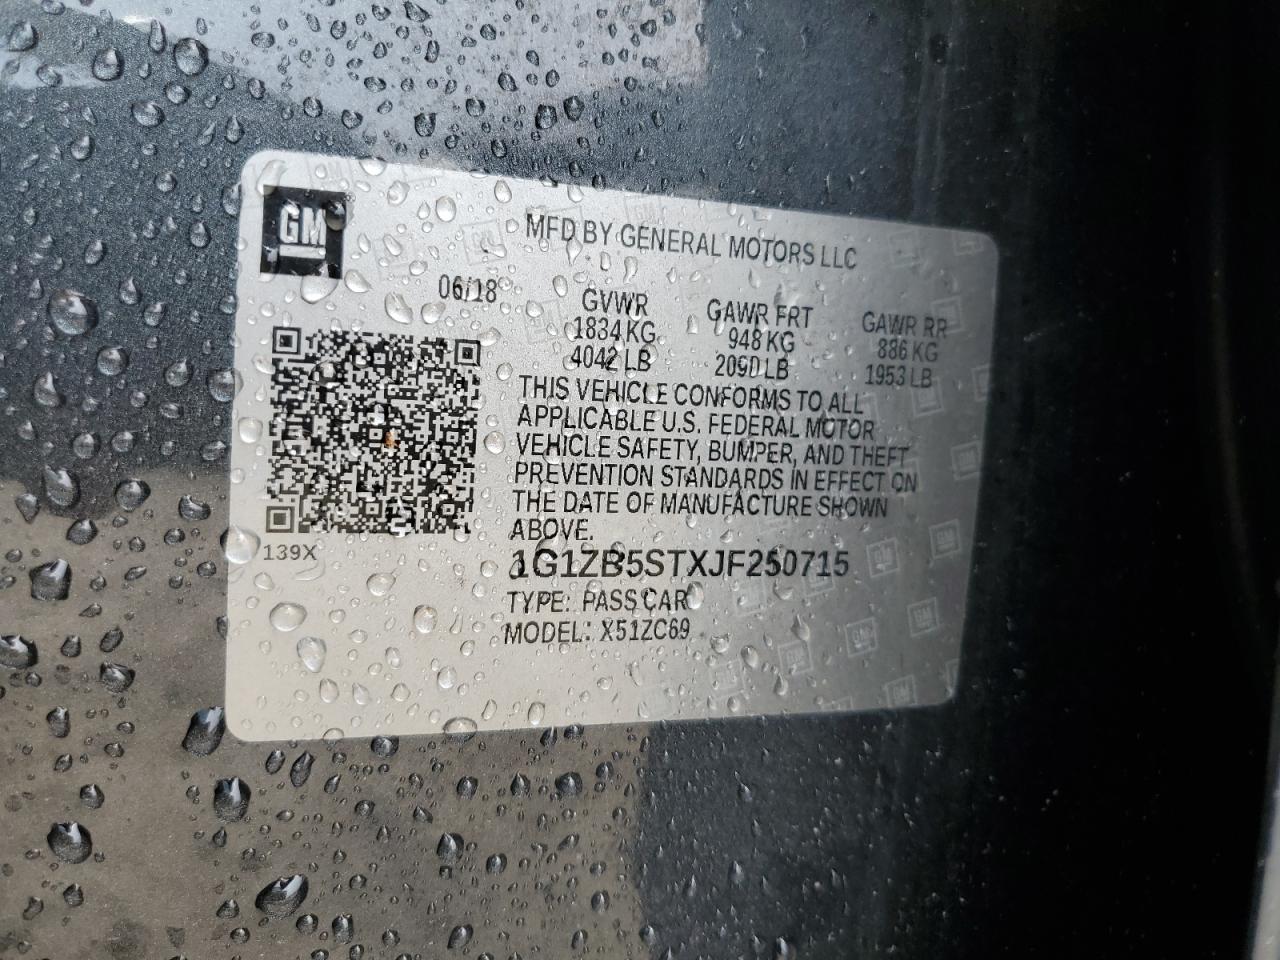 GM
MFD BY GENERAL MOTORS LLC
06/18
GVWR GAWR FRT GAWR RR
1834 KG 948 KG 886 KG
4042 LB 2090 LB 1953 LB
THIS VEHICLE CONFORMS TO ALL
APPLICABLE U.S. FEDERAL MOTOR
VEHICLE SAFETY, BUMPER, AND THEFT
PREVENTION STANDARDS IN EFFECT ON
THE DATE OF MANUFACTURE SHOWN
ABOVE.
139X
1G1ZB5STXJF250715
TYPE: PASS CAR
MODEL: X51ZC69